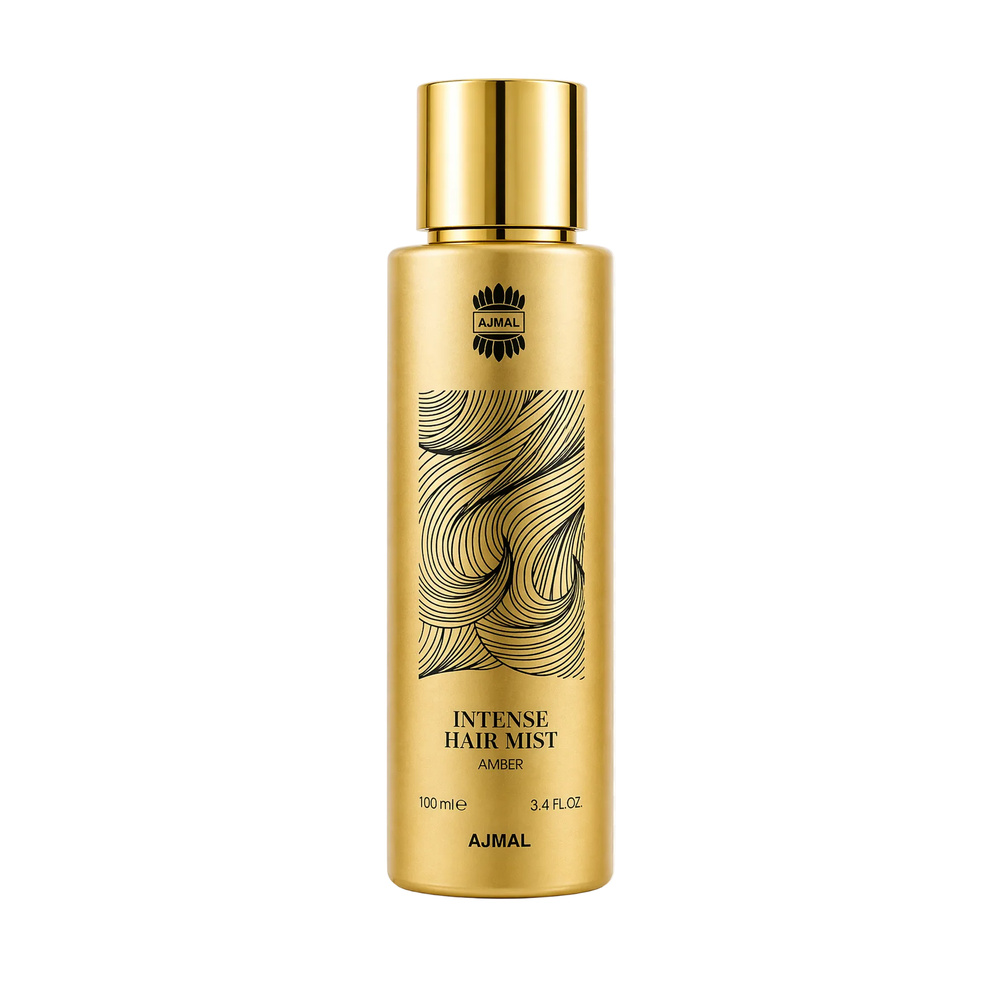 AJMAL
INTENSE
HAIR MIST
AMBER
100 ml ℮ 3.4 FL.OZ.
AJMAL